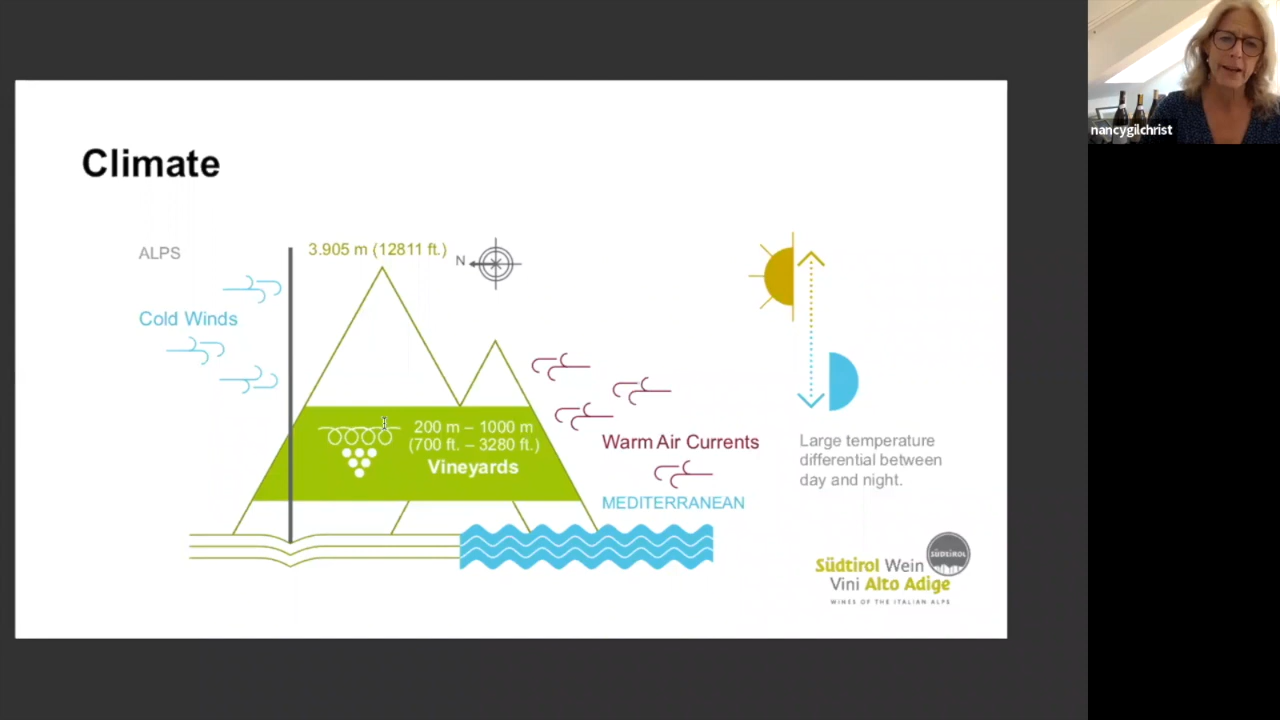 Climate
ALPS
3.905 m (12811 ft.)
N
Cold Winds
200 m – 1000 m
(700 ft. – 3280 ft.)
Vineyards
Warm Air Currents
MEDITERRANEAN
Large temperature
differential between
day and night.
SÜDTIROL
Südtirol Wein
Vini Alto Adige
WINES OF THE ITALIAN ALPS
nancygilchrist